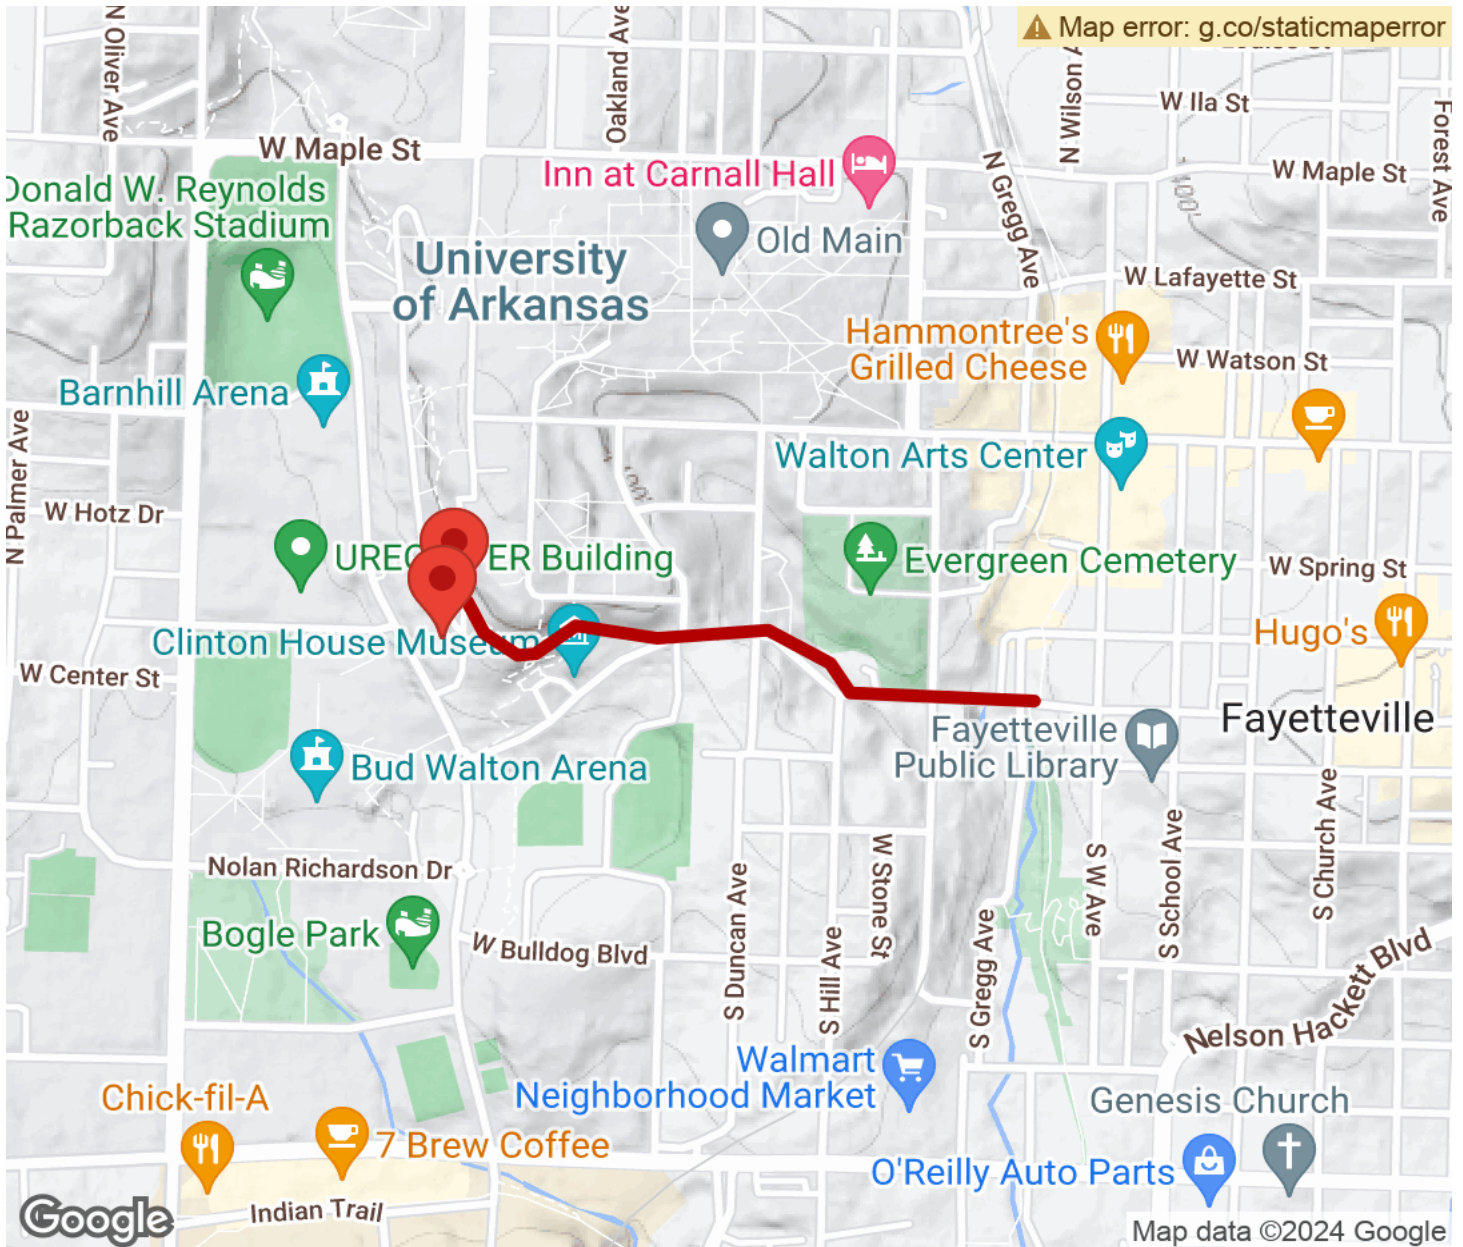 Map error: g.co/staticmaperror
N Oliver Ave
Oakland Ave
N Wilson A
W Ila St
Forest Ave
W Maple St
W Maple St
Inn at Carnall Hall
N Gregg Ave
Donald W. Reynolds
Razorback Stadium
University
of Arkansas
Old Main
W Lafayette St
Hammontree's
Grilled Cheese
W Watson St
Barnhill Arena
N Palmer Ave
Walton Arts Center
400'
400'
W Hotz Dr
UREC
ER Building
Evergreen Cemetery
W Spring St
Clinton House Museum
Hugo's
W Center St
Fayetteville
Public Library
Fayetteville
Bud Walton Arena
Nolan Richardson Dr
S Duncan Ave
W Stone St
S W Ave
S School Ave
S Church Ave
Bogle Park
W Bulldog Blvd
S Hill Ave
S Gregg Ave
Nelson Hackett Blvd
Walmart
Neighborhood Market
Chick-fil-A
Genesis Church
7 Brew Coffee
O'Reilly Auto Parts
Indian Trail
Google
Map data ©2024 Google